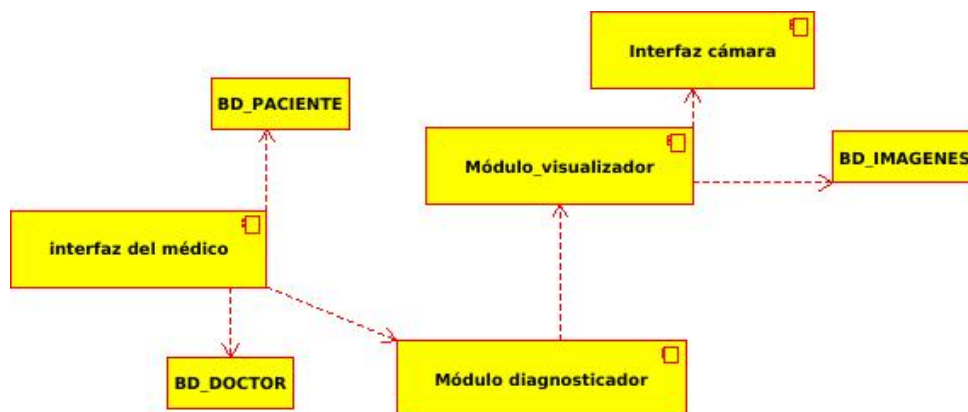 Interfaz cámara
BD_PACIENTE
Módulo_visualizador
BD_IMAGENES
interfaz del médico
BD_DOCTOR
Módulo diagnosticador